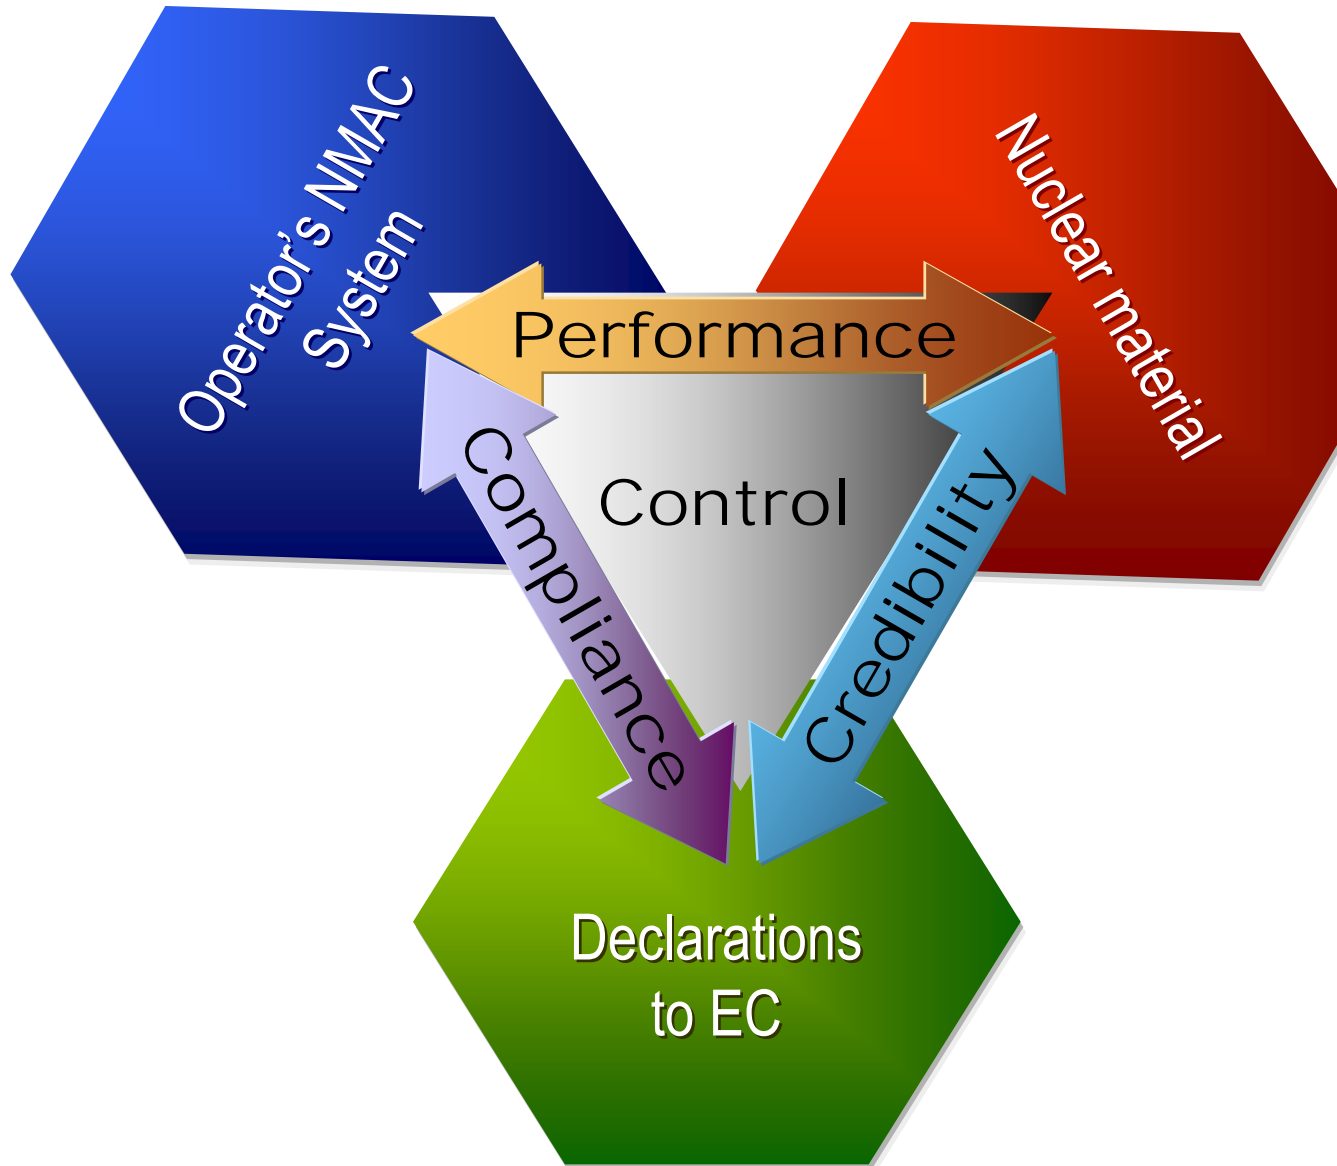 Operator's NMAC
System
Nuclear material
Performance
Compliance
Control
Credibility
Declarations
to EC